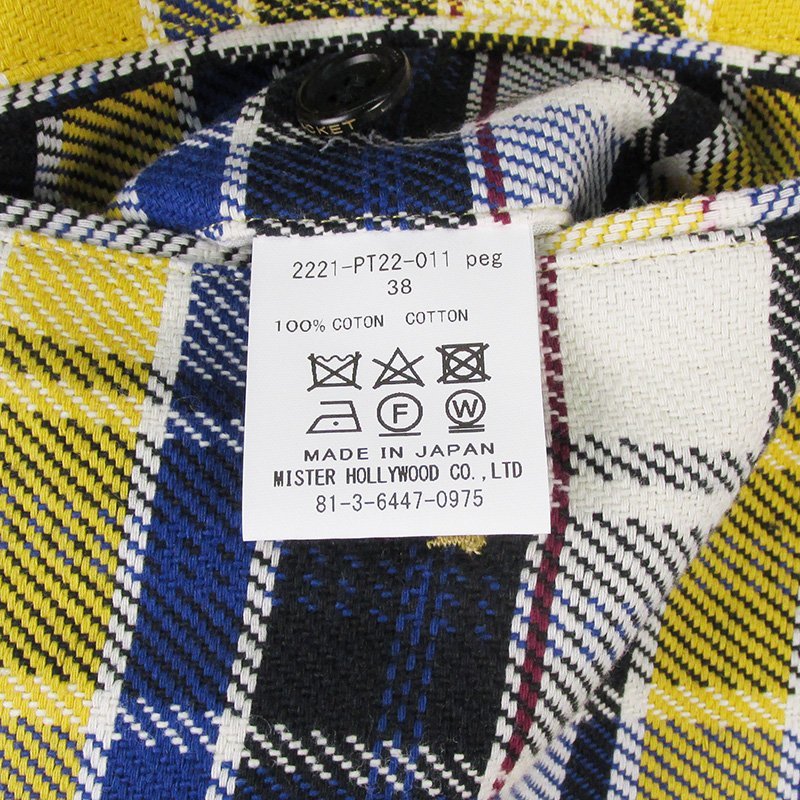 CKET
2221-PT22-011 peg
38
100% COTON COTTON
F W
MADE IN JAPAN
MISTER HOLLYWOOD CO.,LTD
81-3-6447-0975